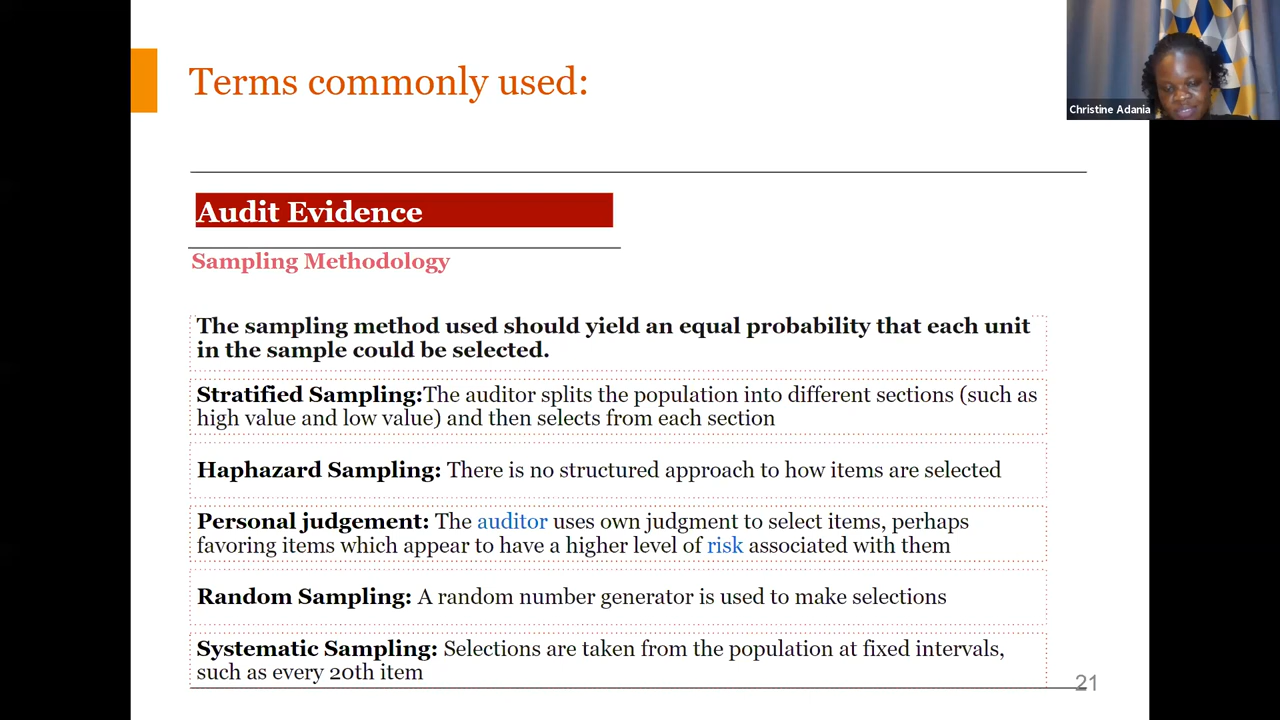 Terms commonly used:
Christine Adania
Audit Evidence
Sampling Methodology
The sampling method used should yield an equal probability that each unit
in the sample could be selected.
Stratified Sampling:The auditor splits the population into different sections (such as
high value and low value) and then selects from each section
Haphazard Sampling: There is no structured approach to how items are selected
Personal judgement: The auditor uses own judgment to select items, perhaps
favoring items which appear to have a higher level of risk associated with them
Random Sampling: A random number generator is used to make selections
Systematic Sampling: Selections are taken from the population at fixed intervals,
such as every 20th item
21